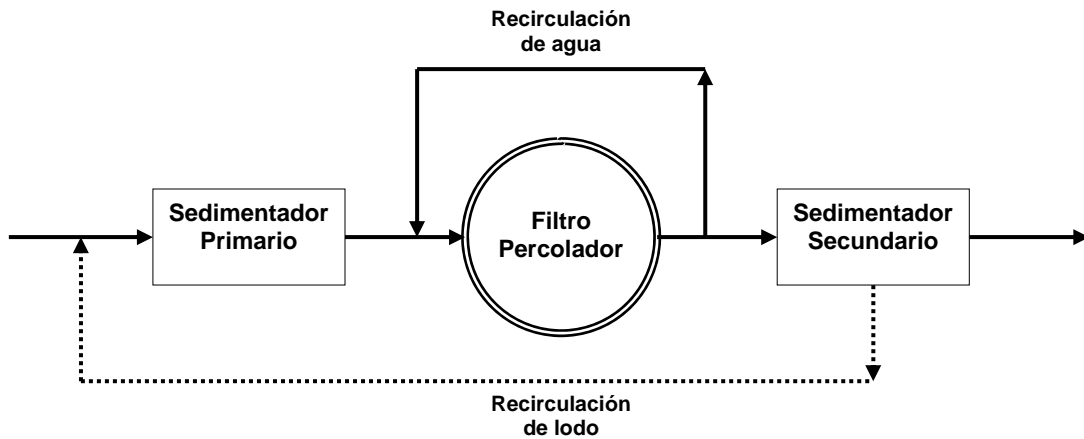 Recirculación
de agua
Sedimentador
Primario
Filtro
Percolador
Sedimentador
Secundario
Recirculación
de lodo